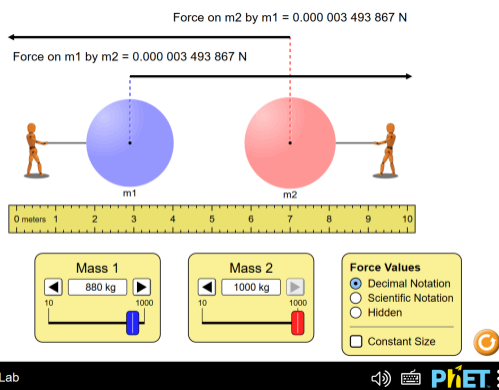 Force on m2 by m1 = 0.000 003 493 867 N
Force on m1 by m2 = 0.000 003 493 867 N
m1
m2
0 meters 1 2 3 4 5 6 7 8 9 10
Mass 1
880 kg
10 1000
Mass 2
1000 kg
10 1000
Force Values
Decimal Notation
Scientific Notation
Hidden
Constant Size
Lab
PhET